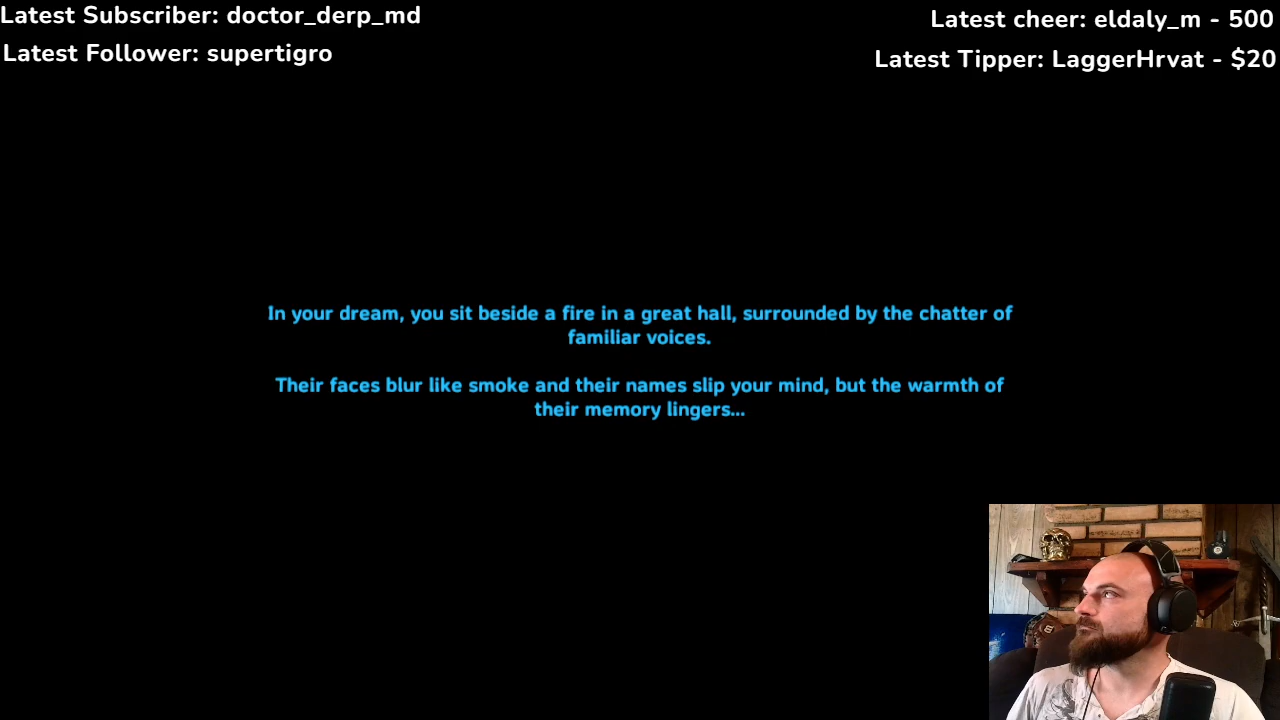 Latest Subscriber: doctor_derp_md
Latest cheer: eldaly_m - 500
Latest Follower: supertigro
Latest Tipper: LaggerHrvat - $20
In your dream, you sit beside a fire in a great hall, surrounded by the chatter of
familiar voices.
Their faces blur like smoke and their names slip your mind, but the warmth of
their memory lingers...